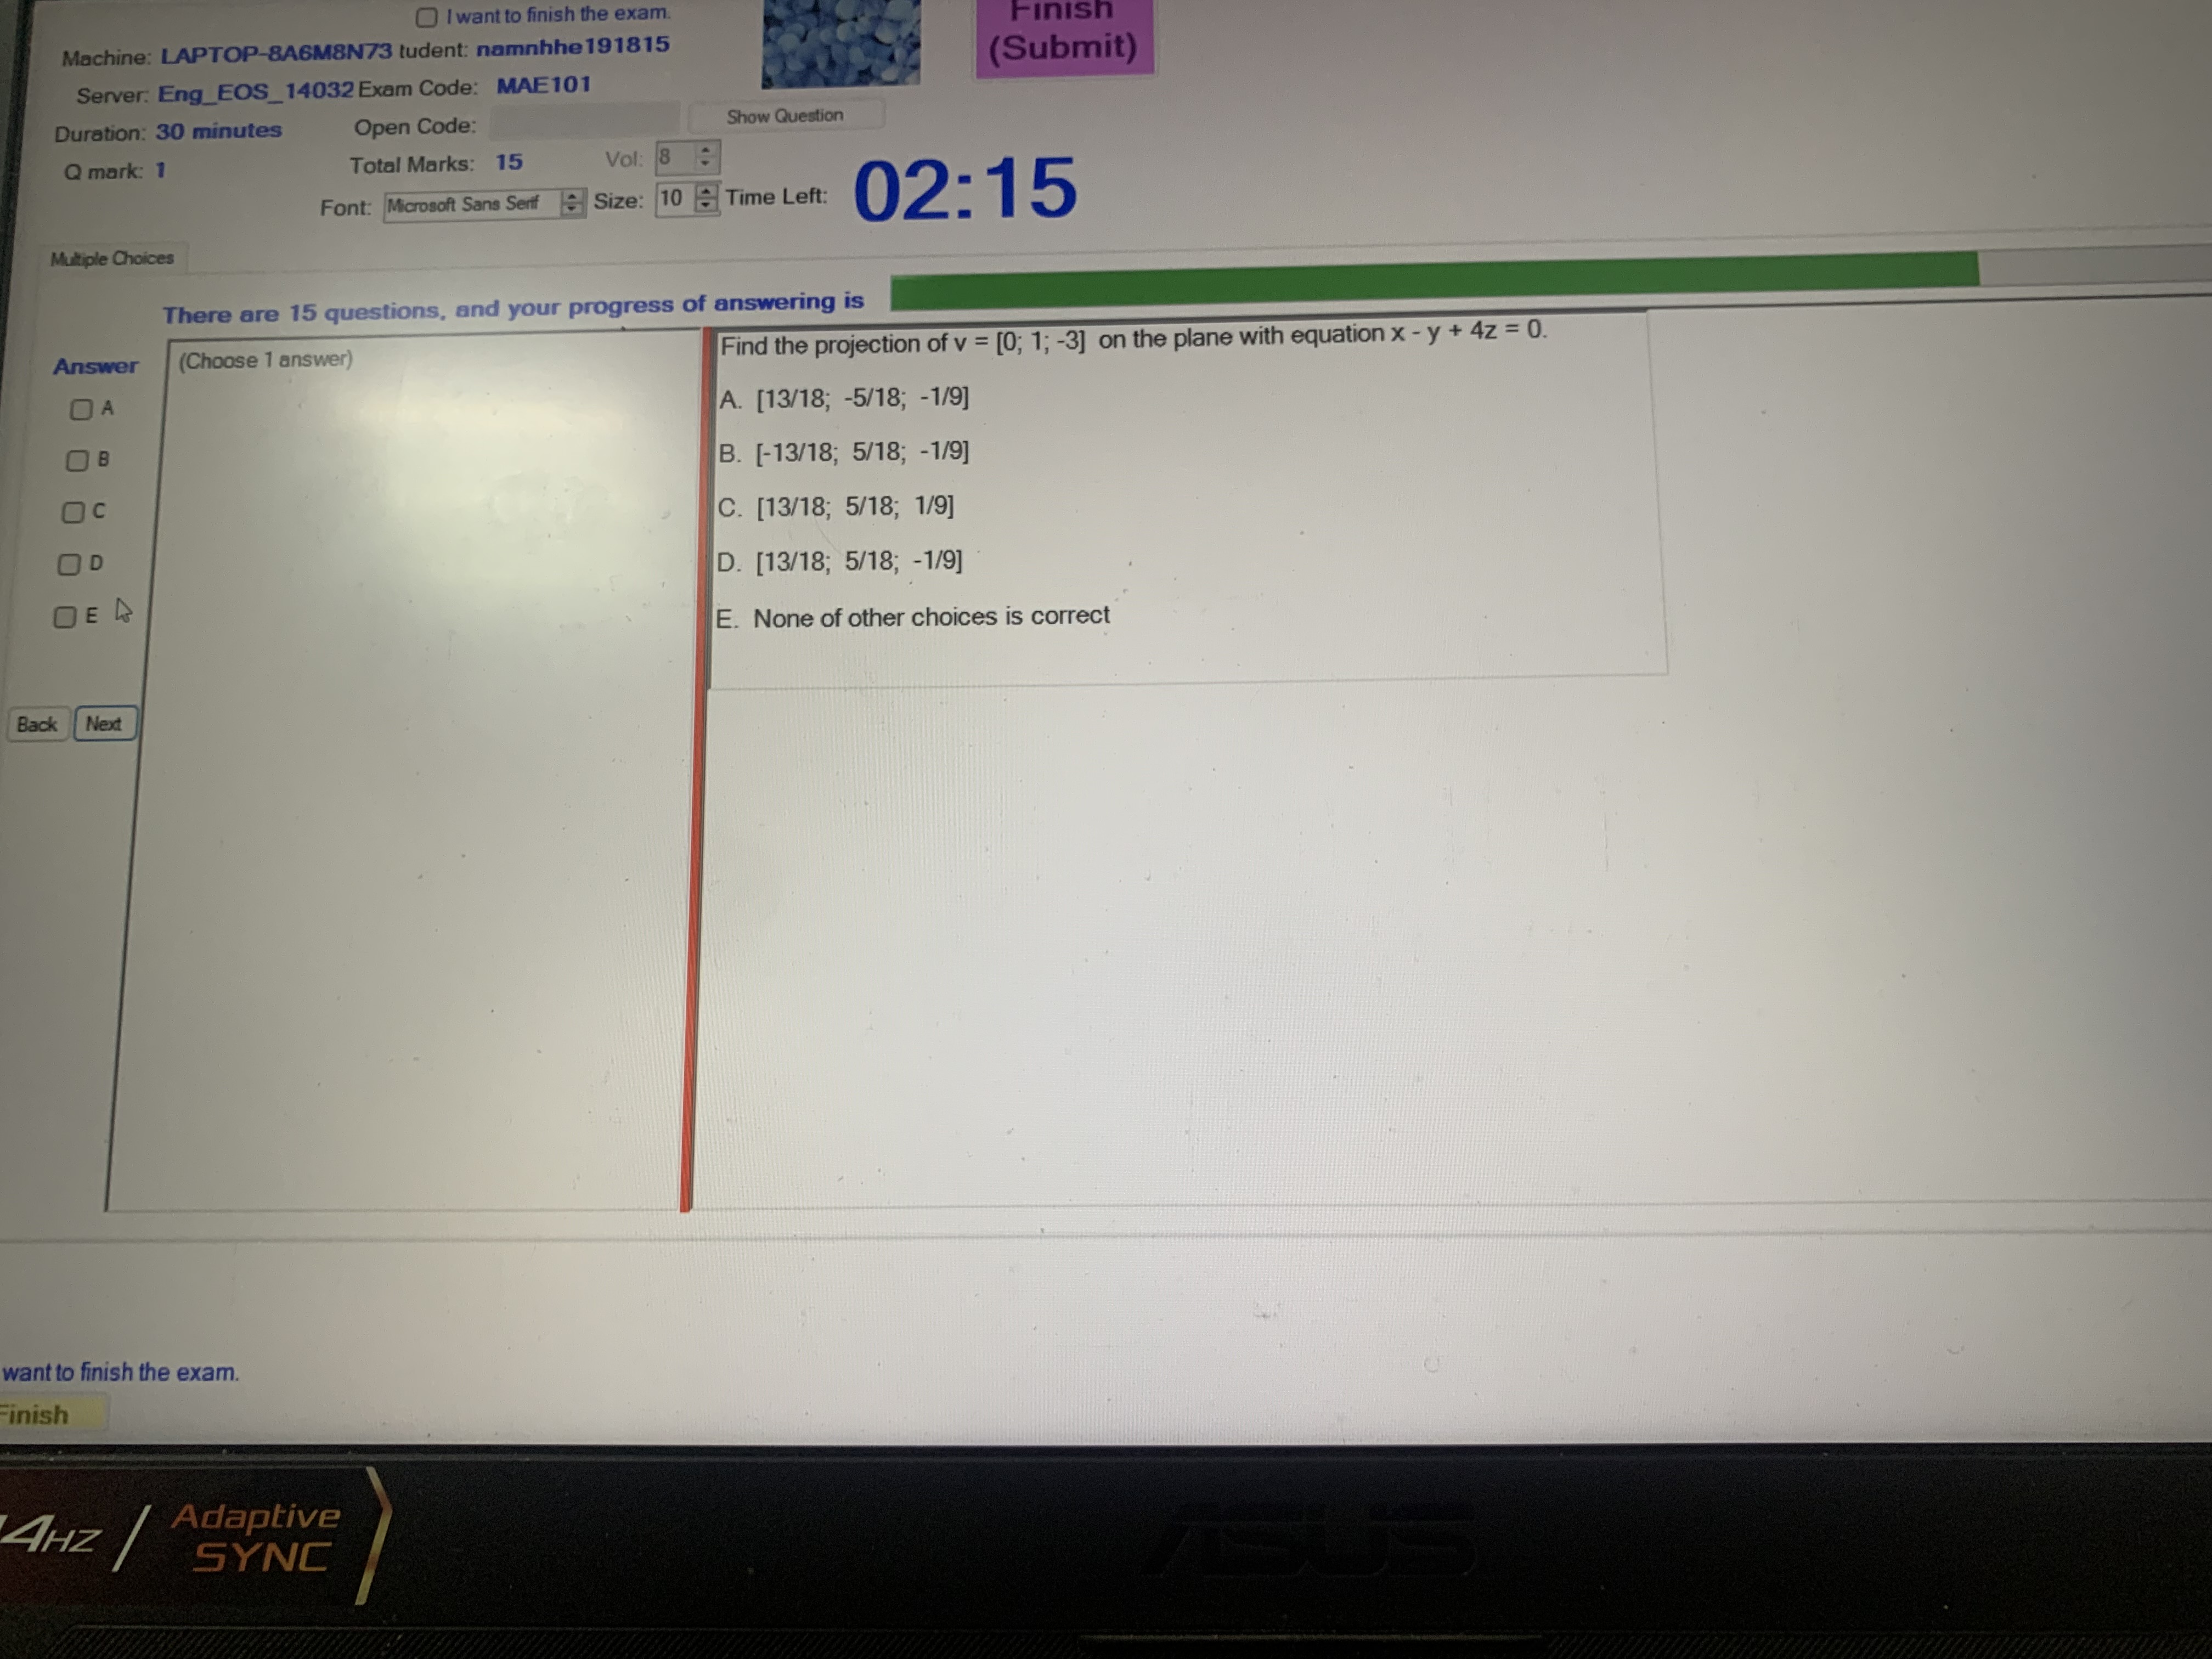 I want to finish the exam.
Finish
(Submit)
Machine: LAPTOP-8A6M8N73 tudent: namnhhe191815
Server: Eng_EOS_14032 Exam Code: MAE101
Duration: 30 minutes Open Code: Show Question
Q mark: 1 Total Marks: 15 Vol: 8
Font: Microsoft Sans Serif Size: 10 Time Left: 02:15
Multiple Choices
There are 15 questions, and your progress of answering is
Answer
(Choose 1 answer)
A
B
C
D
E
Back Next
Find the projection of v = [0; 1; -3] on the plane with equation x - y + 4z = 0.
A. [13/18; -5/18; -1/9]
B. [-13/18; 5/18; -1/9]
C. [13/18; 5/18; 1/9]
D. [13/18; 5/18; -1/9]
E. None of other choices is correct
want to finish the exam.
Finish
4HZ / Adaptive
SYNC
ASUS